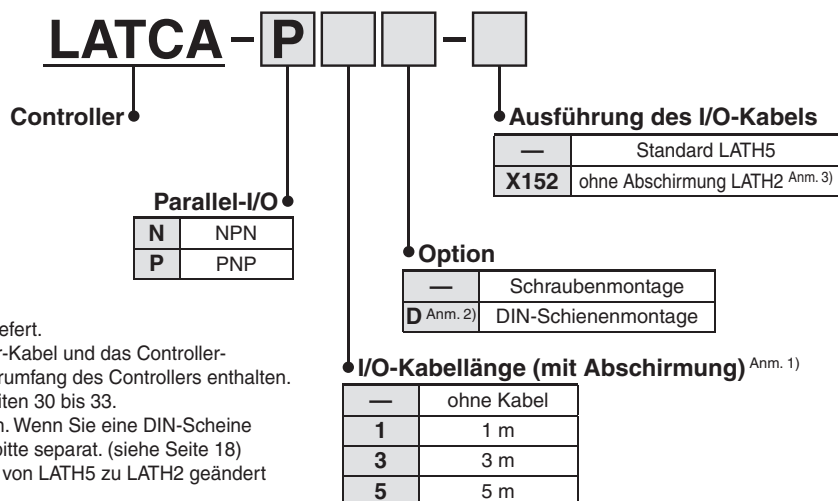 LATCA-P -
Controller
Ausführung des I/O-Kabels
— Standard LATH5
X152 ohne Abschirmung LATH2 Anm. 3)
Parallel-I/O
N NPN
P PNP
Option
— Schraubenmontage
D Anm. 2) DIN-Schienenmontage
I/O-Kabellänge (mit Abschirmung) Anm. 1)
— ohne Kabel
1 1 m
3 3 m
5 5 m
efert.
r-Kabel und das Controller-
rumfang des Controllers enthalten.
iten 30 bis 33.
n. Wenn Sie eine DIN-Scheine
bitte separat. (siehe Seite 18)
von LATH5 zu LATH2 geändert